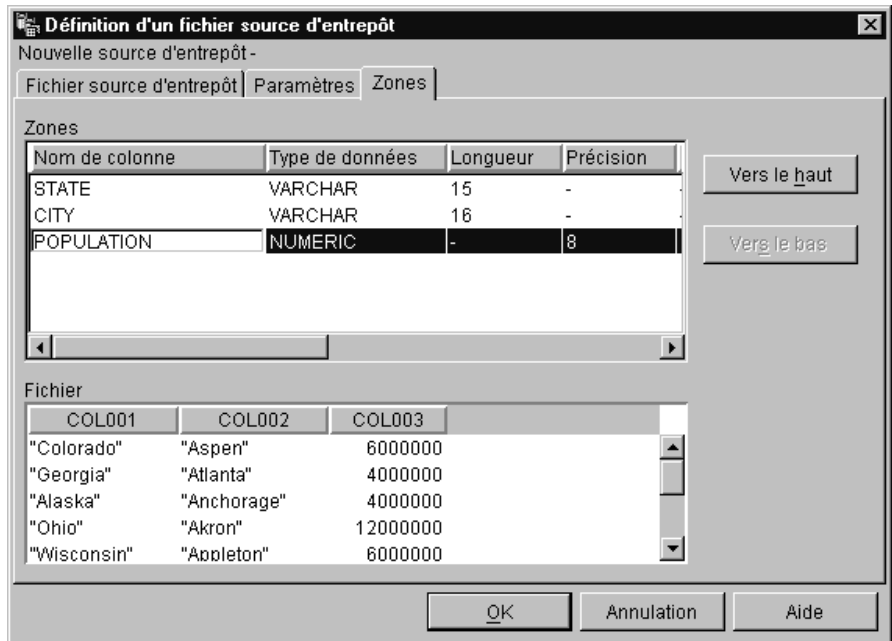 Définition d'un fichier source d'entrepôt
Nouvelle source d'entrepôt -
Fichier source d'entrepôt Paramètres Zones
Zones
Nom de colonne Type de données Longueur Précision
STATE VARCHAR 15 -
CITY VARCHAR 16 -
POPULATION NUMERIC - 8
Vers le haut
Vers le bas
Fichier
COL001 COL002 COL003
"Colorado" "Aspen" 6000000
"Georgia" "Atlanta" 4000000
"Alaska" "Anchorage" 4000000
"Ohio" "Akron" 12000000
"Wisconsin" "Appleton" 6000000
OK Annulation Aide